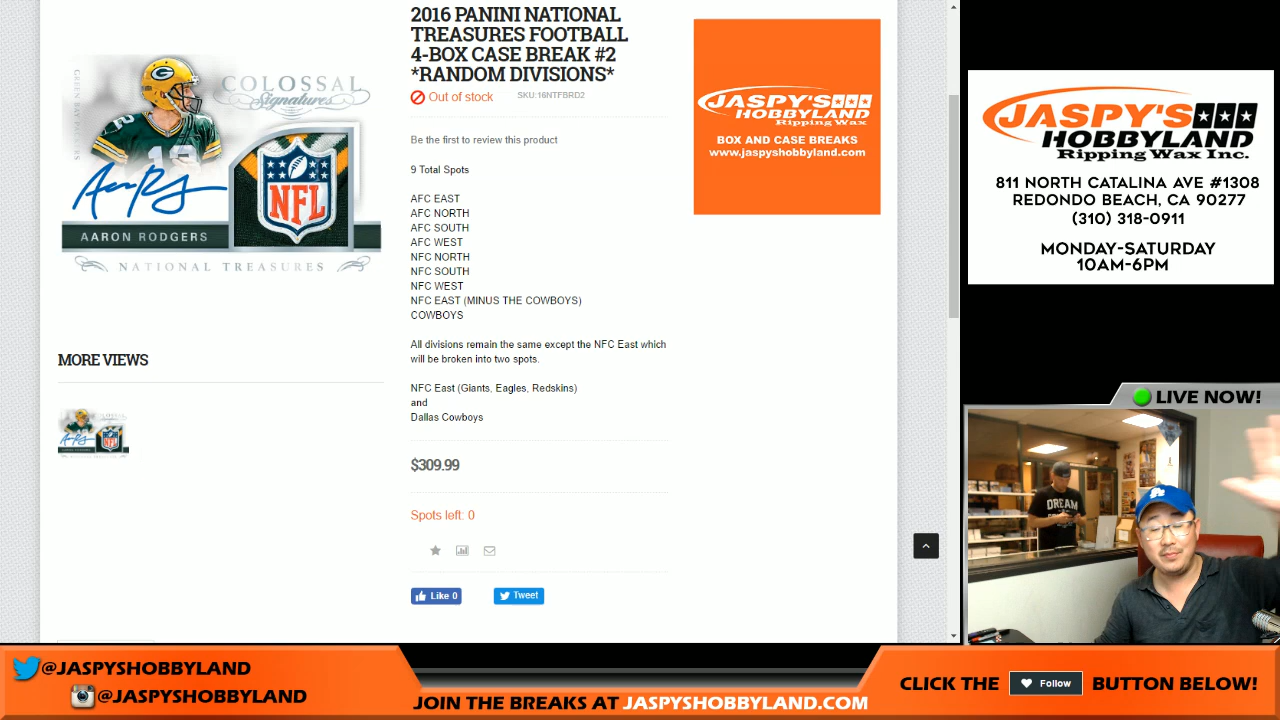 2016 PANINI NATIONAL
TREASURES FOOTBALL
4-BOX CASE BREAK #2
*RANDOM DIVISIONS*
Out of stock
SKU:16NTFBRD2
Be the first to review this product
9 Total Spots
AFC EAST
AFC NORTH
AFC SOUTH
AFC WEST
NFC NORTH
NFC SOUTH
NFC WEST
NFC EAST (MINUS THE COWBOYS)
COWBOYS
All divisions remain the same except the NFC East which
will be broken into two spots.
NFC East (Giants, Eagles, Redskins)
and
Dallas Cowboys
$309.99
Spots left: 0
Like 0
Tweet
GREEN BAY PACKERS
COLOSSAL
Signatures
G
12
NFL
AARON RODGERS
NATIONAL TREASURES
MORE VIEWS
JASPY'S
HOBBYLAND
Ripping Wax
BOX AND CASE BREAKS
www.jaspyshobbyland.com
JASPY'S
HOBBYLAND
Ripping Wax Inc.
811 NORTH CATALINA AVE #1308
REDONDO BEACH, CA 90277
(310) 318-0911
MONDAY-SATURDAY
10AM-6PM
LIVE NOW!
DREAM
@JASPYSHOBBYLAND
@JASPYSHOBBYLAND
JOIN THE BREAKS AT JASPYSHOBBYLAND.COM
CLICK THE Follow BUTTON BELOW!